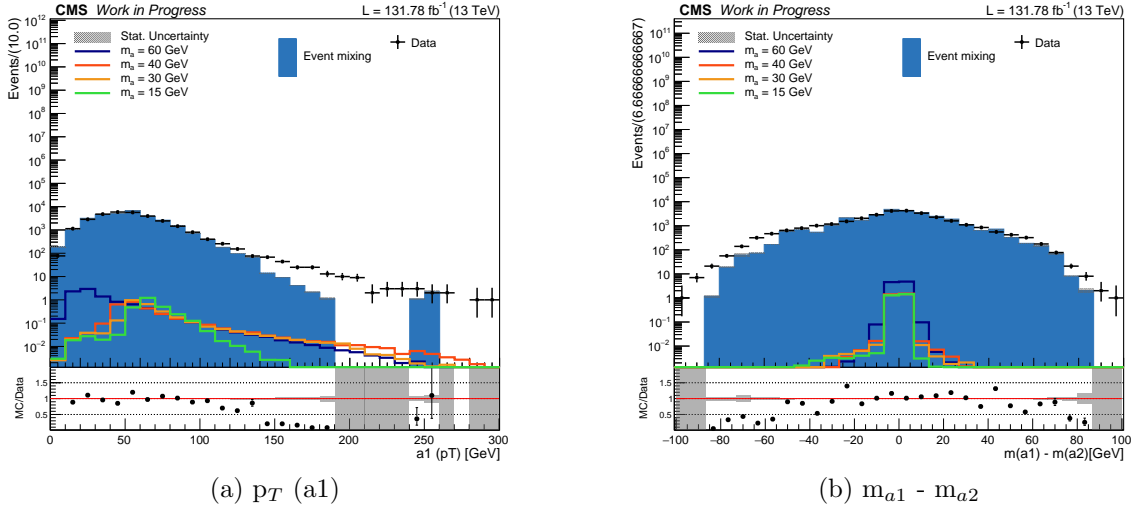 CMS Work in Progress L = 131.78 fb⁻¹ (13 TeV)
Events/(10.0)
10¹²
10¹¹
10¹⁰
10⁹
10⁸
10⁷
10⁶
10⁵
10⁴
10³
10²
10
1
10⁻¹
10⁻²
Stat. Uncertainty
mₐ = 60 GeV
mₐ = 40 GeV
mₐ = 30 GeV
mₐ = 15 GeV
Event mixing
Data
MC/Data
1.5
1
0.5
0 50 100 150 200 250 300
a1 (pT) [GeV]
(a) p_T (a1)
CMS Work in Progress L = 131.78 fb⁻¹ (13 TeV)
Events/(6.66666666666667)
10¹¹
10¹⁰
10⁹
10⁸
10⁷
10⁶
10⁵
10⁴
10³
10²
10
1
10⁻¹
10⁻²
Stat. Uncertainty
mₐ = 60 GeV
mₐ = 40 GeV
mₐ = 30 GeV
mₐ = 15 GeV
Event mixing
Data
MC/Data
1.5
1
0.5
−100 −80 −60 −40 −20 0 20 40 60 80 100
m(a1) - m(a2)[GeV]
(b) m_{a1} - m_{a2}